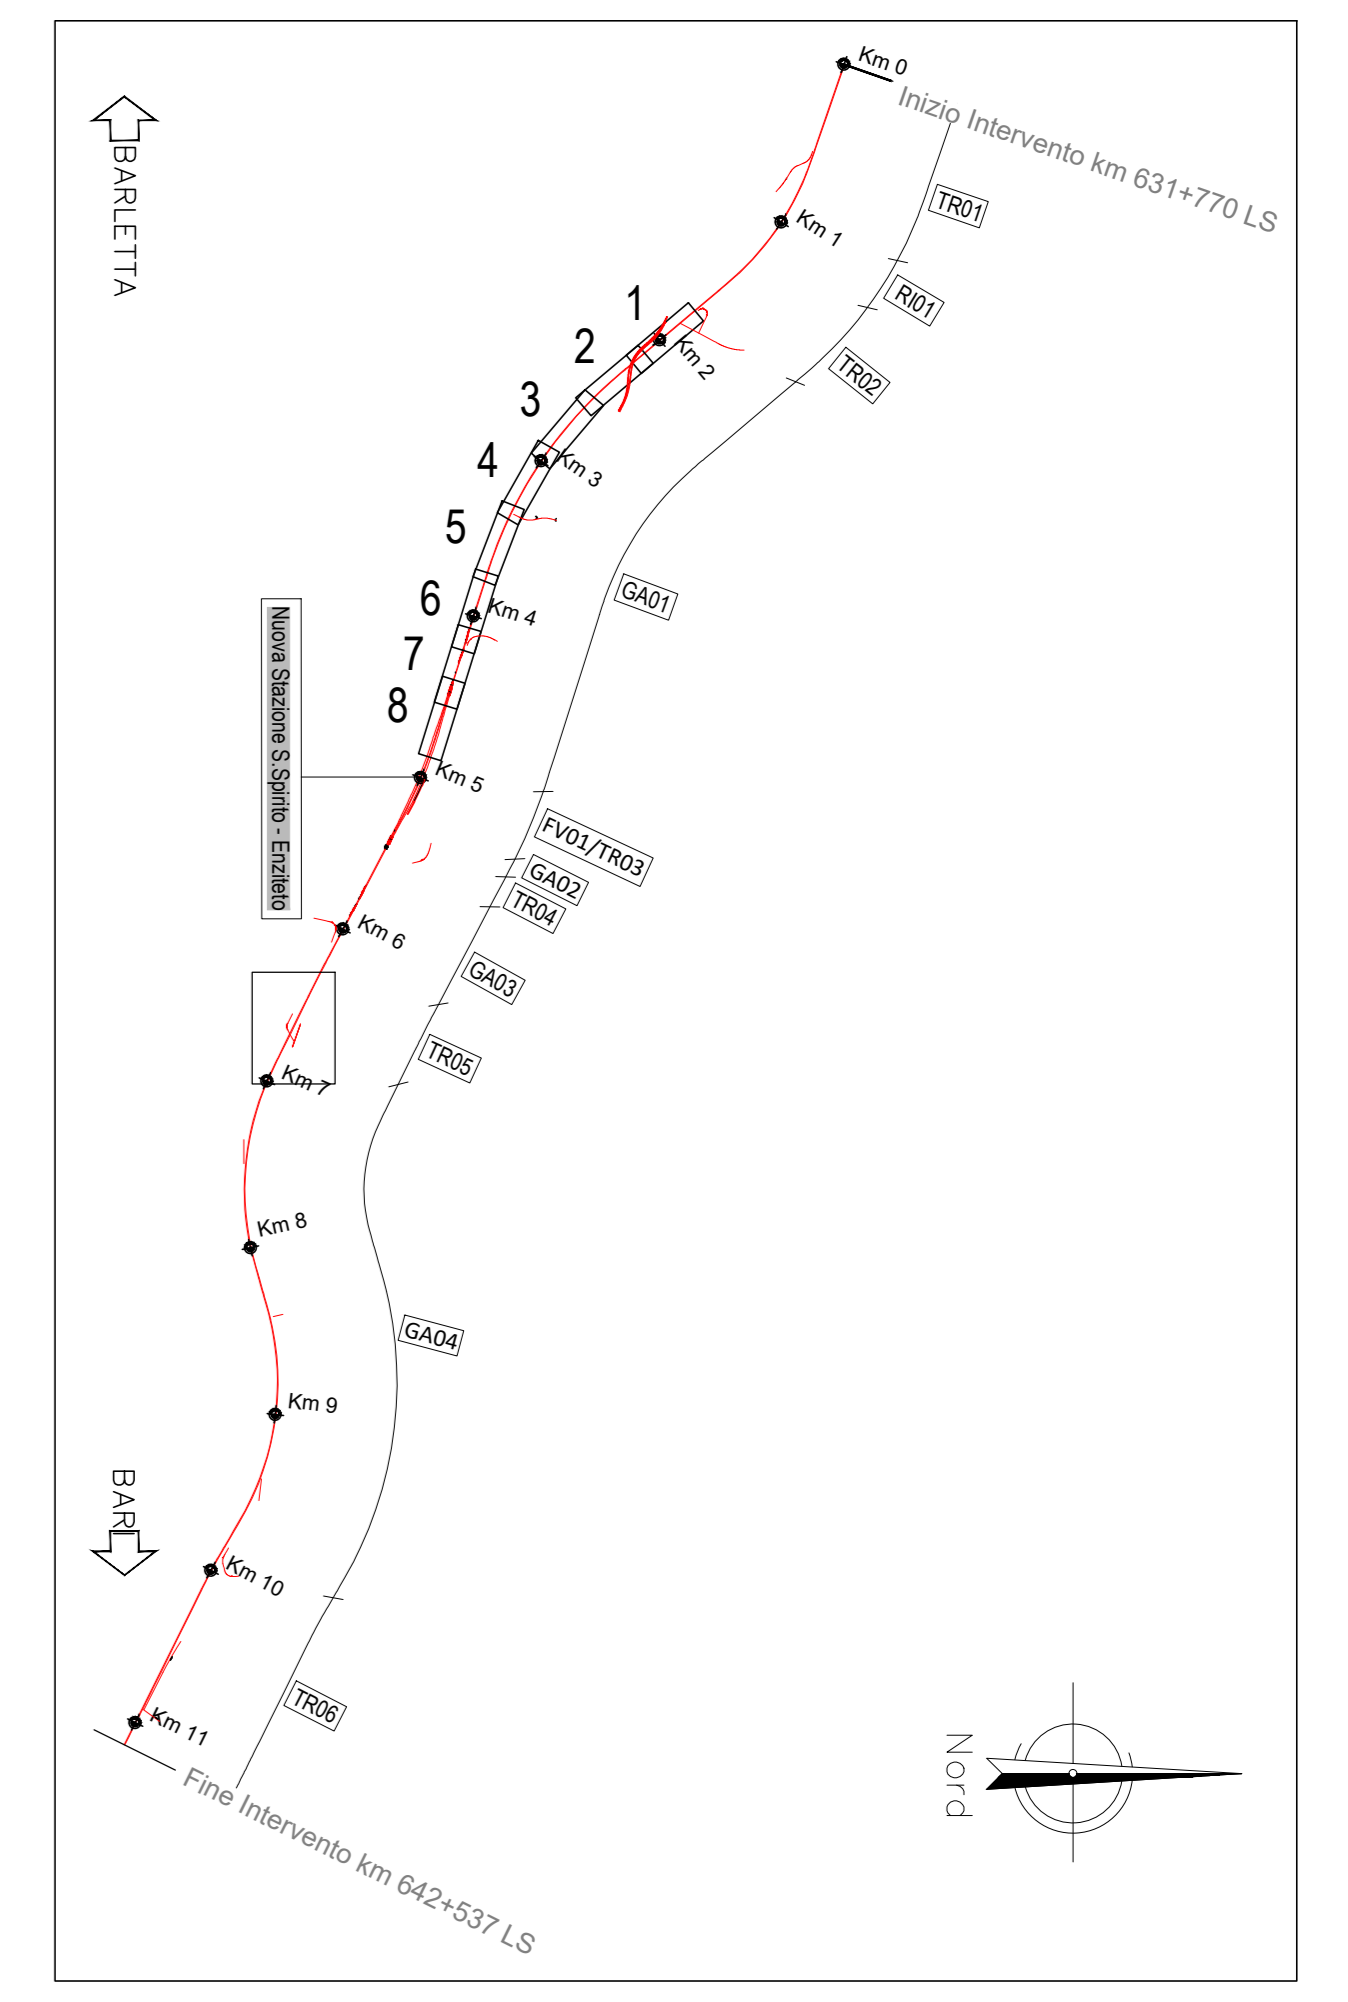 Km 0
Inizio Intervento km 631+770 LS
BARLETTA
TR01
Km 1
RI01
1
Km 2
TR02
2
3
Km 3
4
5
GA01
6
Km 4
7
8
Nuova Stazione S.Spirito - Enziteto
Km 5
FV01/TR03
GA02
TR04
Km 6
GA03
TR05
Km 7
Km 8
GA04
Km 9
BARI
Km 10
TR06
Km 11
Fine Intervento km 642+537 LS
Nord